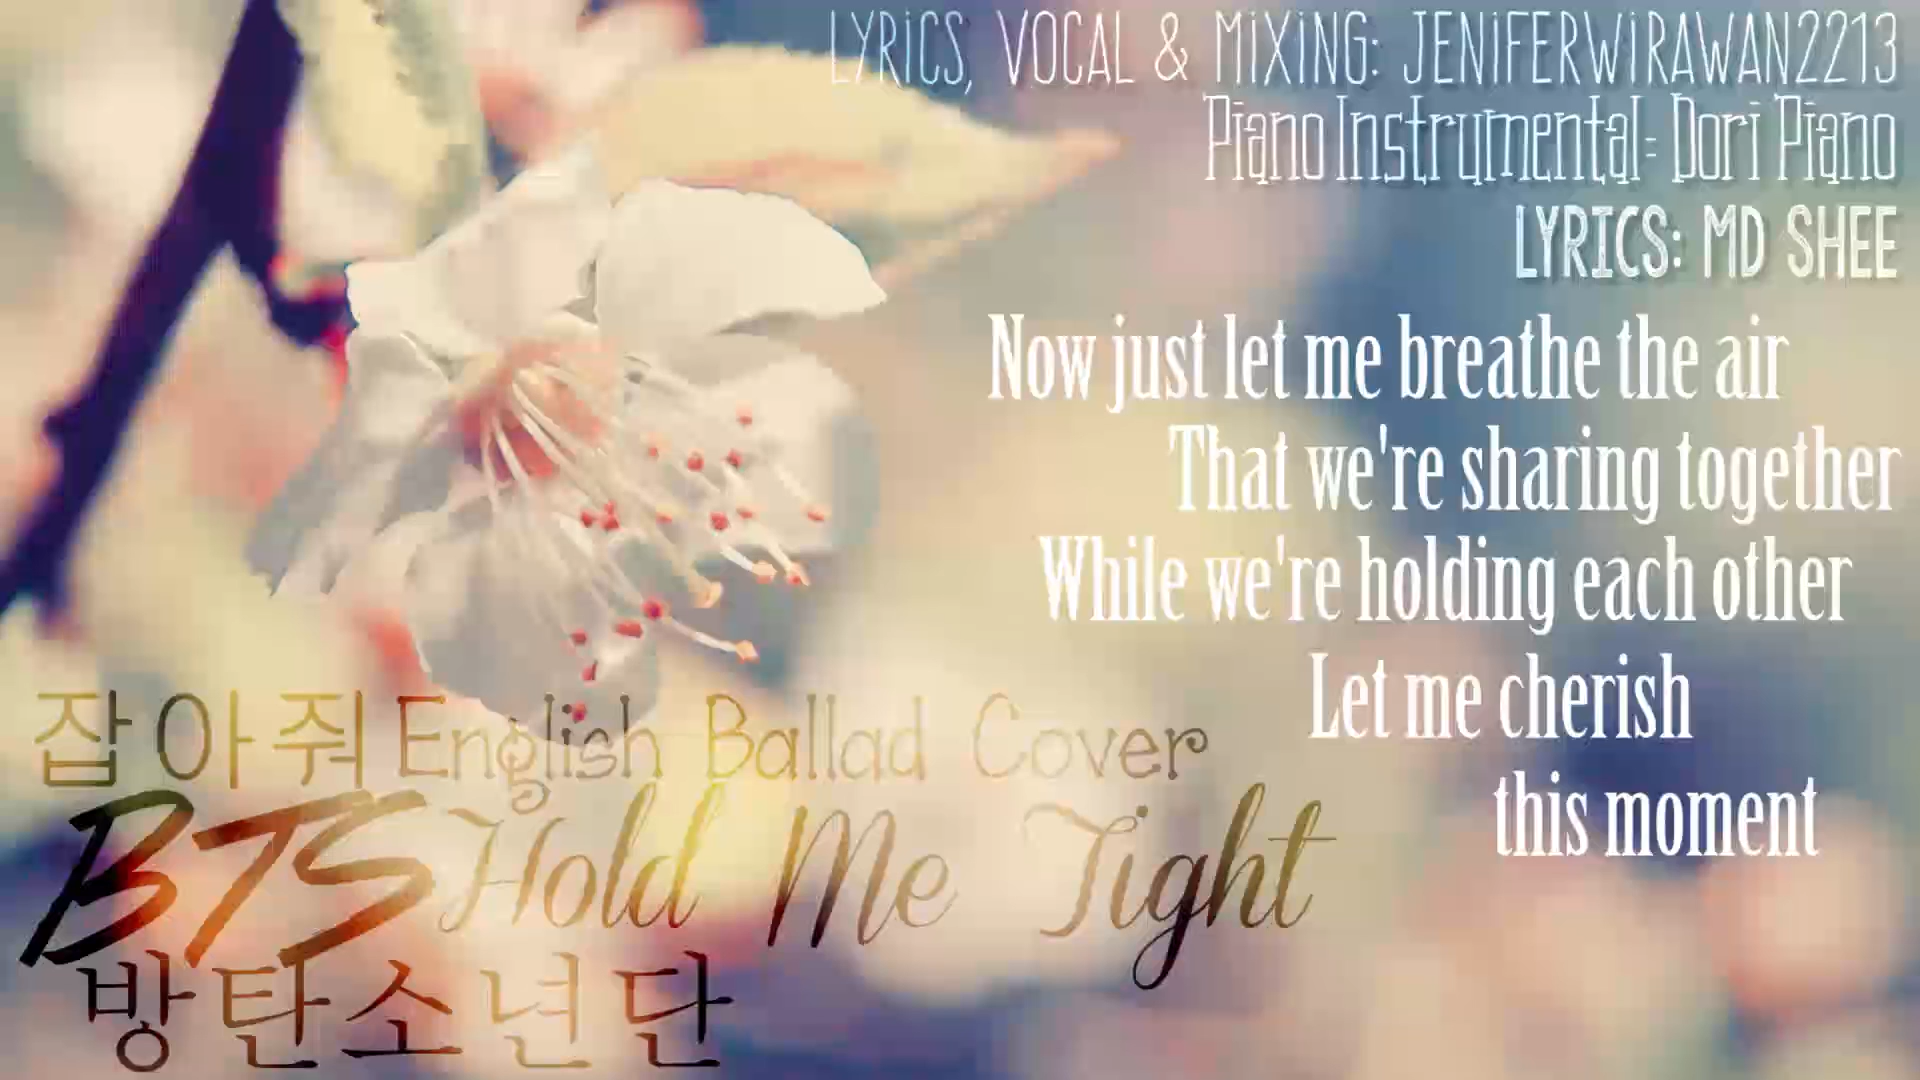 LYRiCS, VOCAL & MiXiNG: JENiFERWiRAWAN2213
Piano Instrumental: Dori Piano
LYRICS: MD SHEE
Now just let me breathe the air
That we're sharing together
While we're holding each other
Let me cherish
this moment
잡아줘 English Ballad Cover
BTS Hold Me Tight
방탄소년단